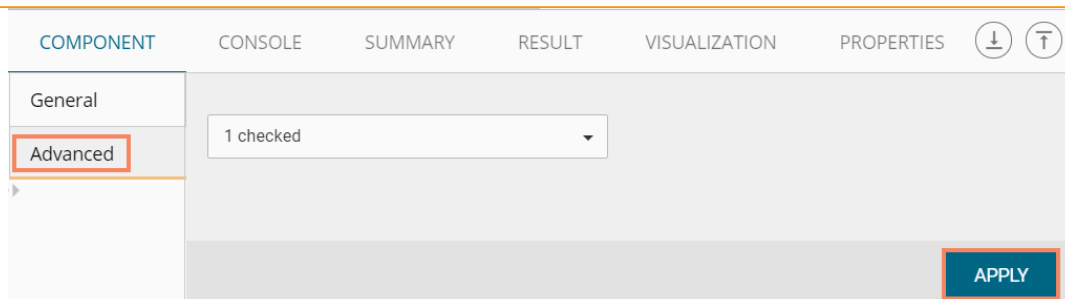 COMPONENT CONSOLE SUMMARY RESULT VISUALIZATION PROPERTIES
General
1 checked
Advanced
APPLY